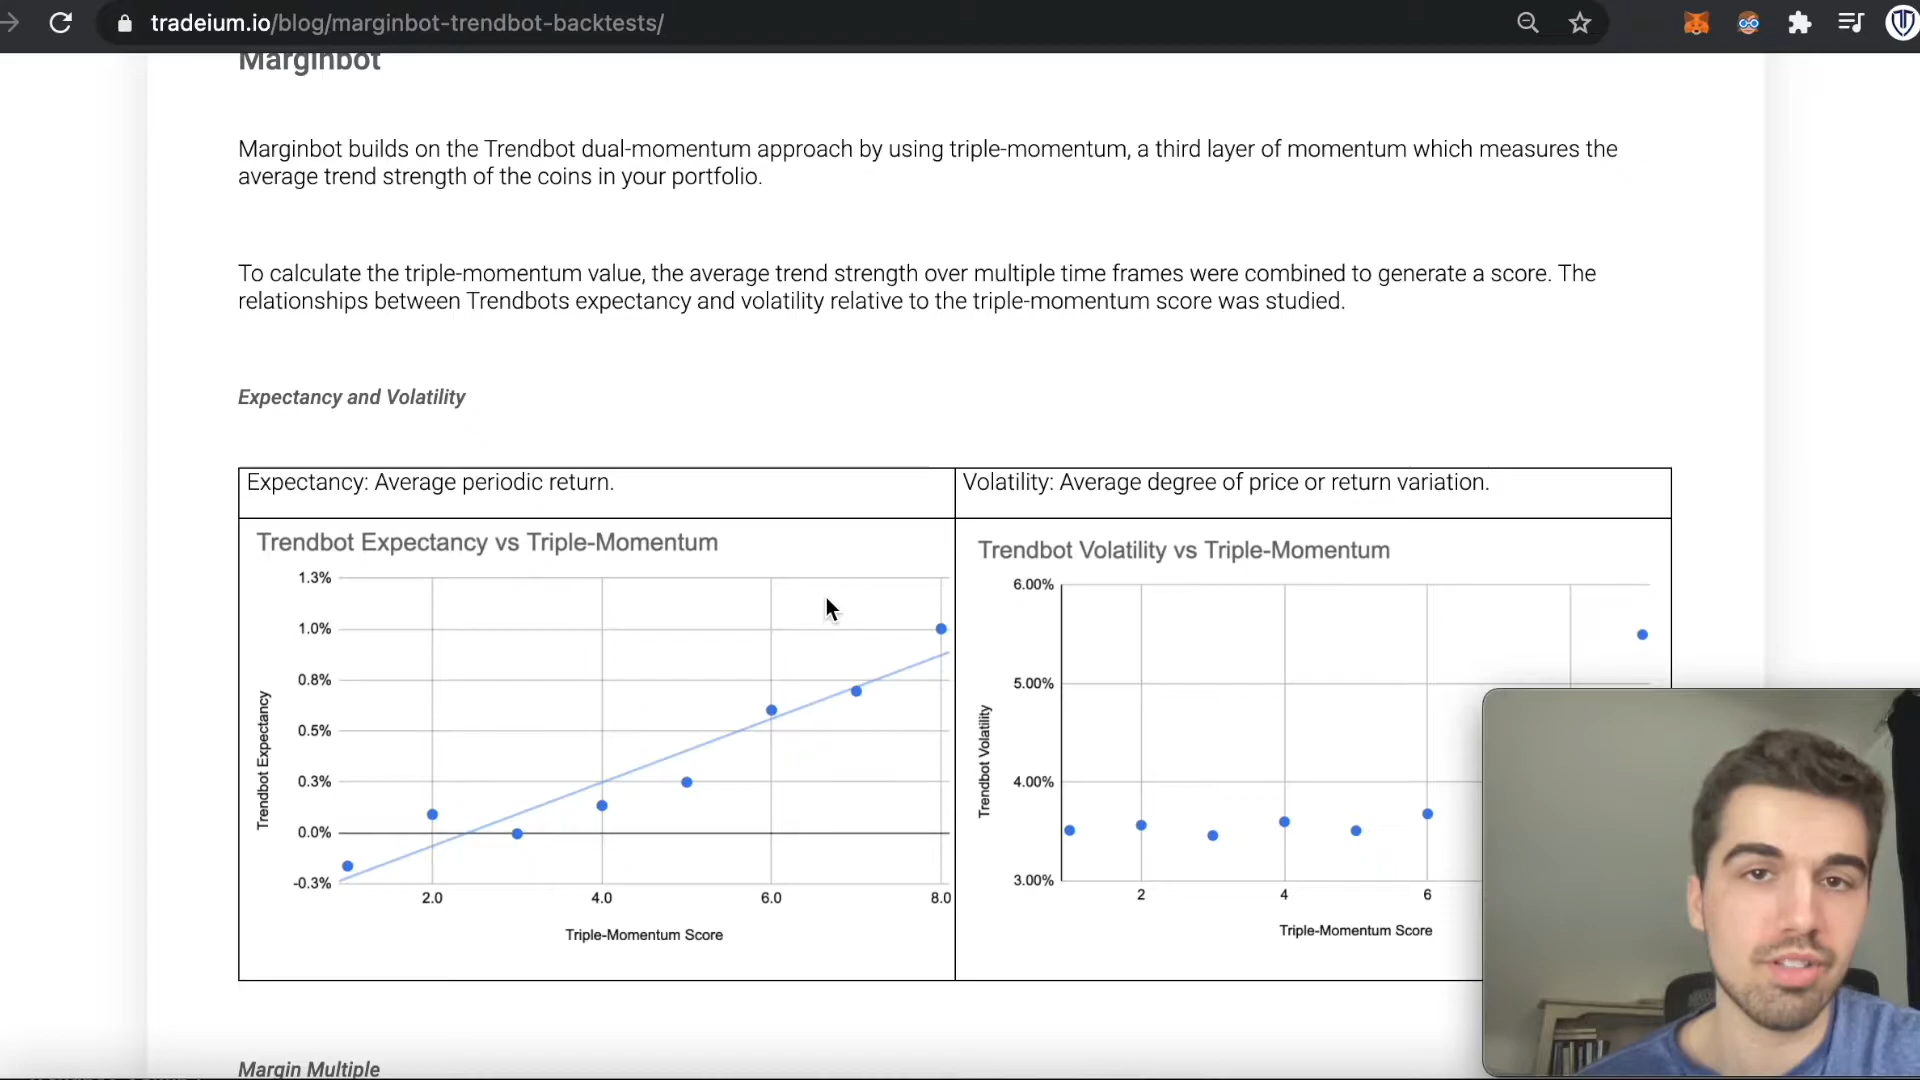 tradeium.io/blog/marginbot-trendbot-backtests/
Marginbot
Marginbot builds on the Trendbot dual-momentum approach by using triple-momentum, a third layer of momentum which measures the
average trend strength of the coins in your portfolio.
To calculate the triple-momentum value, the average trend strength over multiple time frames were combined to generate a score. The
relationships between Trendbots expectancy and volatility relative to the triple-momentum score was studied.
Expectancy and Volatility
Expectancy: Average periodic return.
Volatility: Average degree of price or return variation.
Trendbot Expectancy vs Triple-Momentum
1.3%
1.0%
0.8%
0.5%
0.3%
0.0%
-0.3%
Trendbot Expectancy
2.0
4.0
6.0
8.0
Triple-Momentum Score
Trendbot Volatility vs Triple-Momentum
6.00%
5.00%
4.00%
3.00%
Trendbot Volatility
2
4
6
Triple-Momentum Score
Margin Multiple